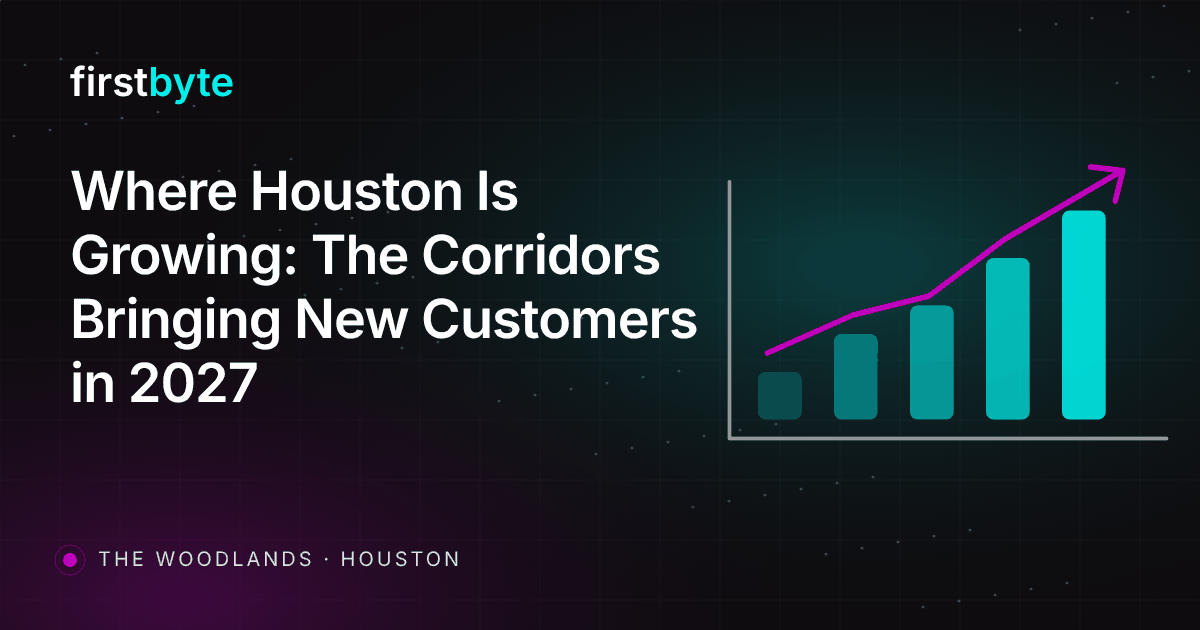 firstbyte
Where Houston Is
Growing: The Corridors
Bringing New Customers
in 2027
THE WOODLANDS · HOUSTON